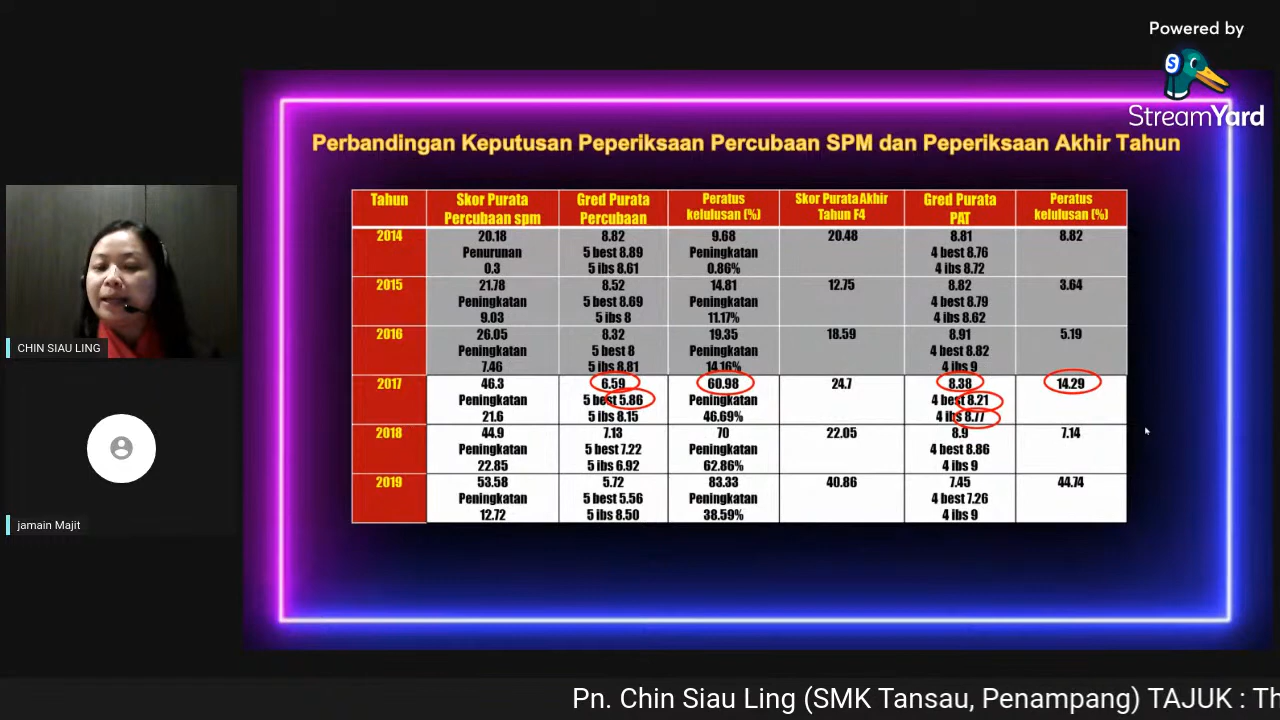 Powered by
S
StreamYard
Perbandingan Keputusan Peperiksaan Percubaan SPM dan Peperiksaan Akhir Tahun
Tahun
Skor Purata
Percubaan spm
Gred Purata
Percubaan
Peratus
kelulusan (%)
Skor Purata Akhir
Tahun F4
Gred Purata
PAT
Peratus
kelulusan (%)
2014
20.18
Penurunan
0.3
8.82
5 best 8.89
5 ibs 8.61
9.68
Peningkatan
0.86%
20.48
8.81
4 best 8.76
4 ibs 8.72
8.82
2015
21.78
Peningkatan
9.03
8.52
5 best 8.69
5 ibs 8
14.81
Peningkatan
11.17%
12.75
8.82
4 best 8.79
4 ibs 8.62
3.64
2016
26.05
Peningkatan
7.46
8.32
5 best 8
5 ibs 8.81
19.35
Peningkatan
14.16%
18.59
8.91
4 best 8.82
4 ibs 9
5.19
2017
46.3
Peningkatan
21.6
6.59
5 best 5.86
5 ibs 8.15
60.98
Peningkatan
46.69%
24.7
8.38
4 best 8.21
4 ibs 8.77
14.29
2018
44.9
Peningkatan
22.85
7.13
5 best 7.22
5 ibs 6.92
70
Peningkatan
62.86%
22.05
8.9
4 best 8.86
4 ibs 9
7.14
2019
53.58
Peningkatan
12.72
5.72
5 best 5.56
5 ibs 8.50
83.33
Peningkatan
38.59%
40.86
7.45
4 best 7.26
4 ibs 9
44.74
CHIN SIAU LING
jamain Majit
Pn. Chin Siau Ling (SMK Tansau, Penampang) TAJUK : Th